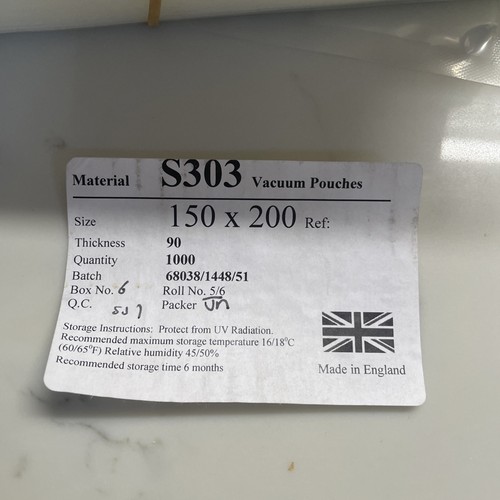 Material S303 Vacuum Pouches
Size 150 x 200 Ref:
Thickness 90
Quantity 1000
Batch 68038/1448/51
Box No. 6 Roll No. 5/6
Q.C. Packer
Storage Instructions: Protect from UV Radiation.
Recommended maximum storage temperature 16/18°C
(60/65°F) Relative humidity 45/50%
Recommended storage time 6 months
Made in England